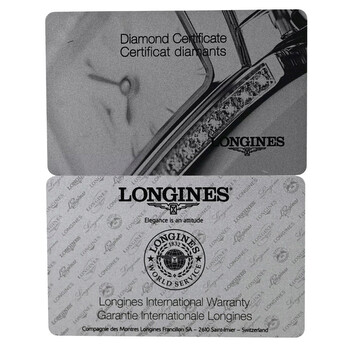 Diamond Certificate
Certificat diamants
LONGINES
LONGINES®
Elegance is an attitude
LONGINES
1832
WORLD SERVICE
Longines International Warranty
Garantie Internationale Longines
Compagnie des Montres Longines Francillon SA – 2610 Saint-Imier – Switzerland